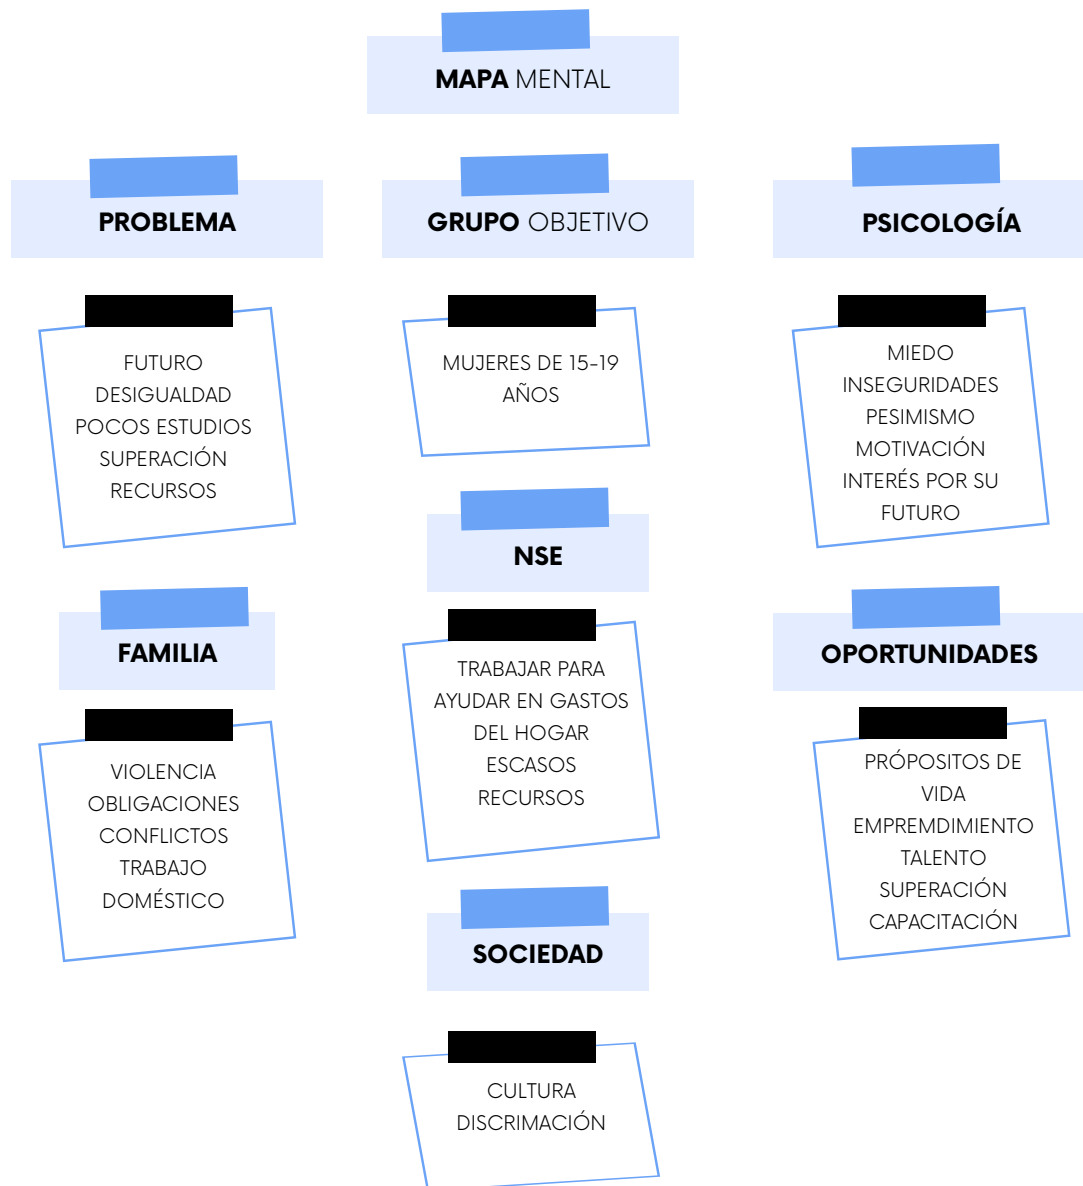 MAPA MENTAL
PROBLEMA
FUTURO
DESIGUALDAD
POCOS ESTUDIOS
SUPERACIÓN
RECURSOS
FAMILIA
VIOLENCIA
OBLIGACIONES
CONFLICTOS
TRABAJO
DOMÉSTICO
GRUPO OBJETIVO
MUJERES DE 15-19
AÑOS
NSE
TRABAJAR PARA
AYUDAR EN GASTOS
DEL HOGAR
ESCASOS
RECURSOS
SOCIEDAD
CULTURA
DISCRIMACIÓN
PSICOLOGÍA
MIEDO
INSEGURIDADES
PESIMISMO
MOTIVACIÓN
INTERÉS POR SU
FUTURO
OPORTUNIDADES
PRÓPOSITOS DE
VIDA
EMPREMDIMIENTO
TALENTO
SUPERACIÓN
CAPACITACIÓN